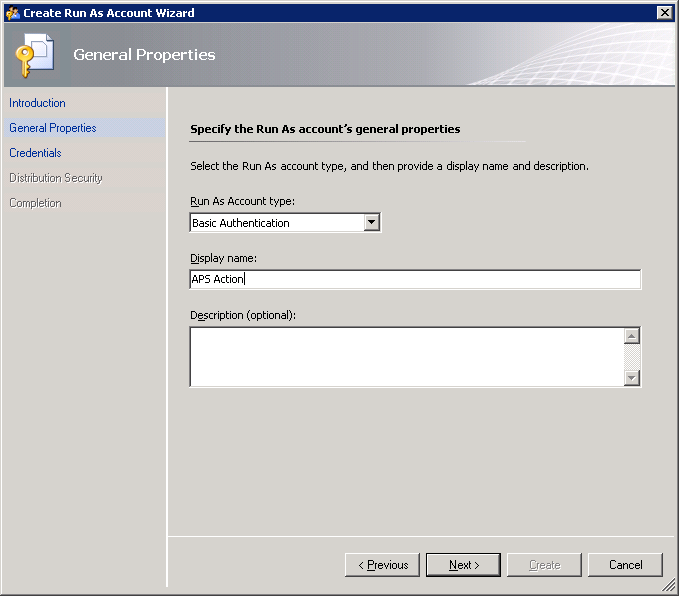 Create Run As Account Wizard
General Properties
Introduction
General Properties
Credentials
Distribution Security
Completion
Specify the Run As account's general properties
Select the Run As account type, and then provide a display name and description.
Run As Account type:
Basic Authentication
Display name:
APS Action
Description (optional):
< Previous
Next >
Create
Cancel